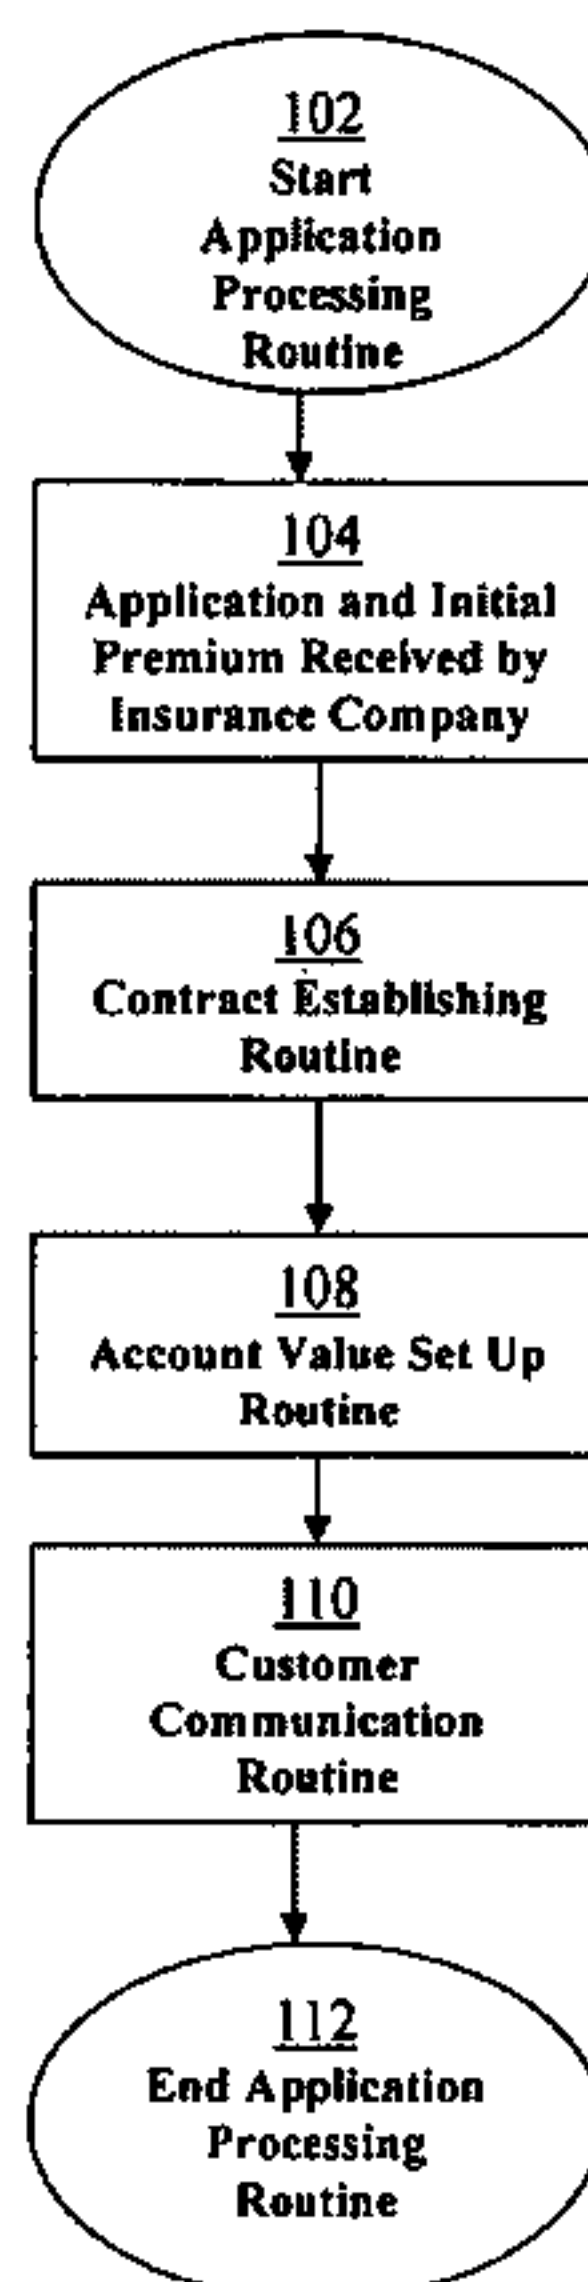 102
Start
Application
Processing
Routine
104
Application and Initial
Premium Received by
Insurance Company
106
Contract Establishing
Routine
108
Account Value Set Up
Routine
110
Customer
Communication
Routine
112
End Application
Processing
Routine